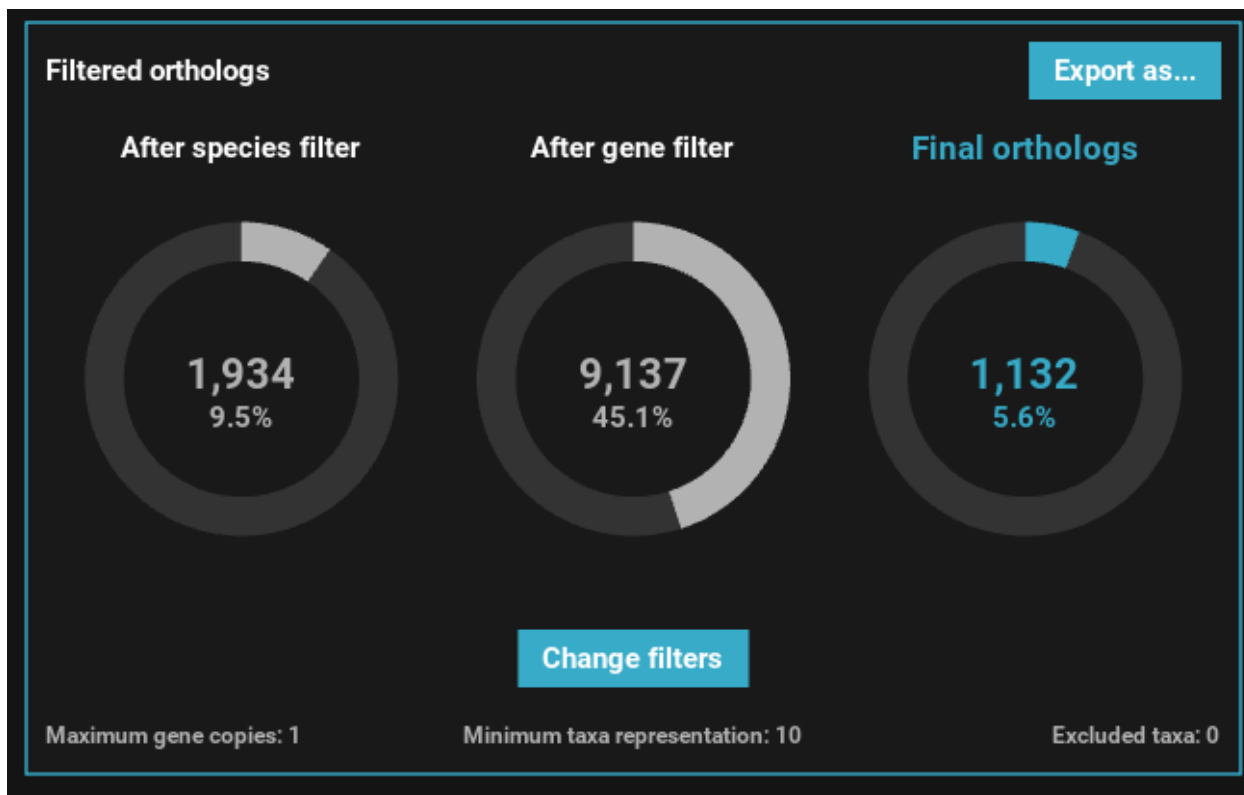 Filtered orthologs
Export as...
After species filter
After gene filter
Final orthologs
1,934
9.5%
9,137
45.1%
1,132
5.6%
Change filters
Maximum gene copies: 1
Minimum taxa representation: 10
Excluded taxa: 0